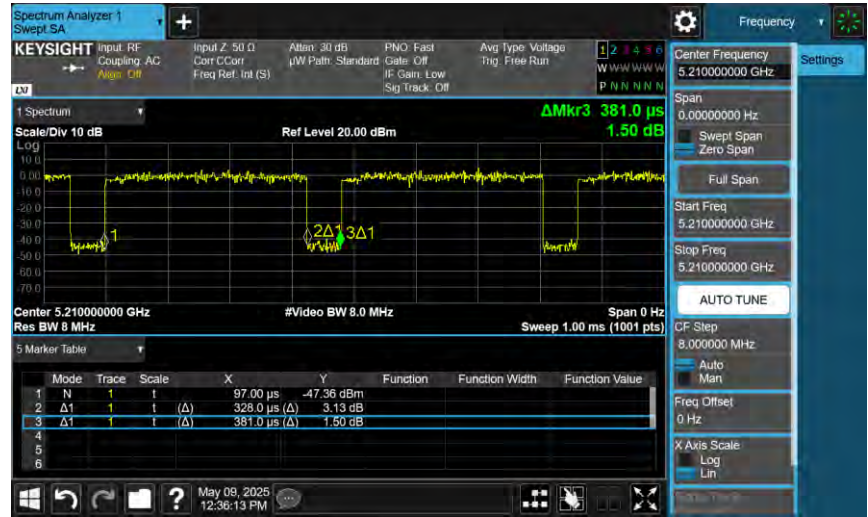 Spectrum Analyzer 1
Swept SA
+
Frequency
KEYSIGHT
Input: RF
Coupling: AC
Align: Off
Input Z: 50 Ω
Corr CCorr
Freq Ref: Int (S)
Atten: 30 dB
µW Path: Standard
PNO: Fast
Gate: Off
IF Gain: Low
Sig Track: Off
Avg Type: Voltage
Trig: Free Run
1 2 3 4 5 6
W W W W W W
P N N N N N
LXI
Center Frequency
5.210000000 GHz
Settings
1 Spectrum
ΔMkr3 381.0 µs
1.50 dB
Scale/Div 10 dB
Ref Level 20.00 dBm
Log
10.0
0.00
-10.0
-20.0
-30.0
-40.0
-50.0
-60.0
-70.0
1
2Δ1
3Δ1
Center 5.210000000 GHz
#Video BW 8.0 MHz
Span 0 Hz
Res BW 8 MHz
Sweep 1.00 ms (1001 pts)
Span
0.00000000 Hz
Swept Span
Zero Span
Full Span
Start Freq
5.210000000 GHz
Stop Freq
5.210000000 GHz
AUTO TUNE
CF Step
8.000000 MHz
Auto
Man
Freq Offset
0 Hz
X Axis Scale
Log
Lin
5 Marker Table
Mode Trace Scale X Y Function Function Width Function Value
1 N 1 t 97.00 µs -47.36 dBm
2 Δ1 1 t (Δ) 328.0 µs (Δ) 3.13 dB
3 Δ1 1 t (Δ) 381.0 µs (Δ) 1.50 dB
4
5
6
?
May 09, 2025
12:36:13 PM